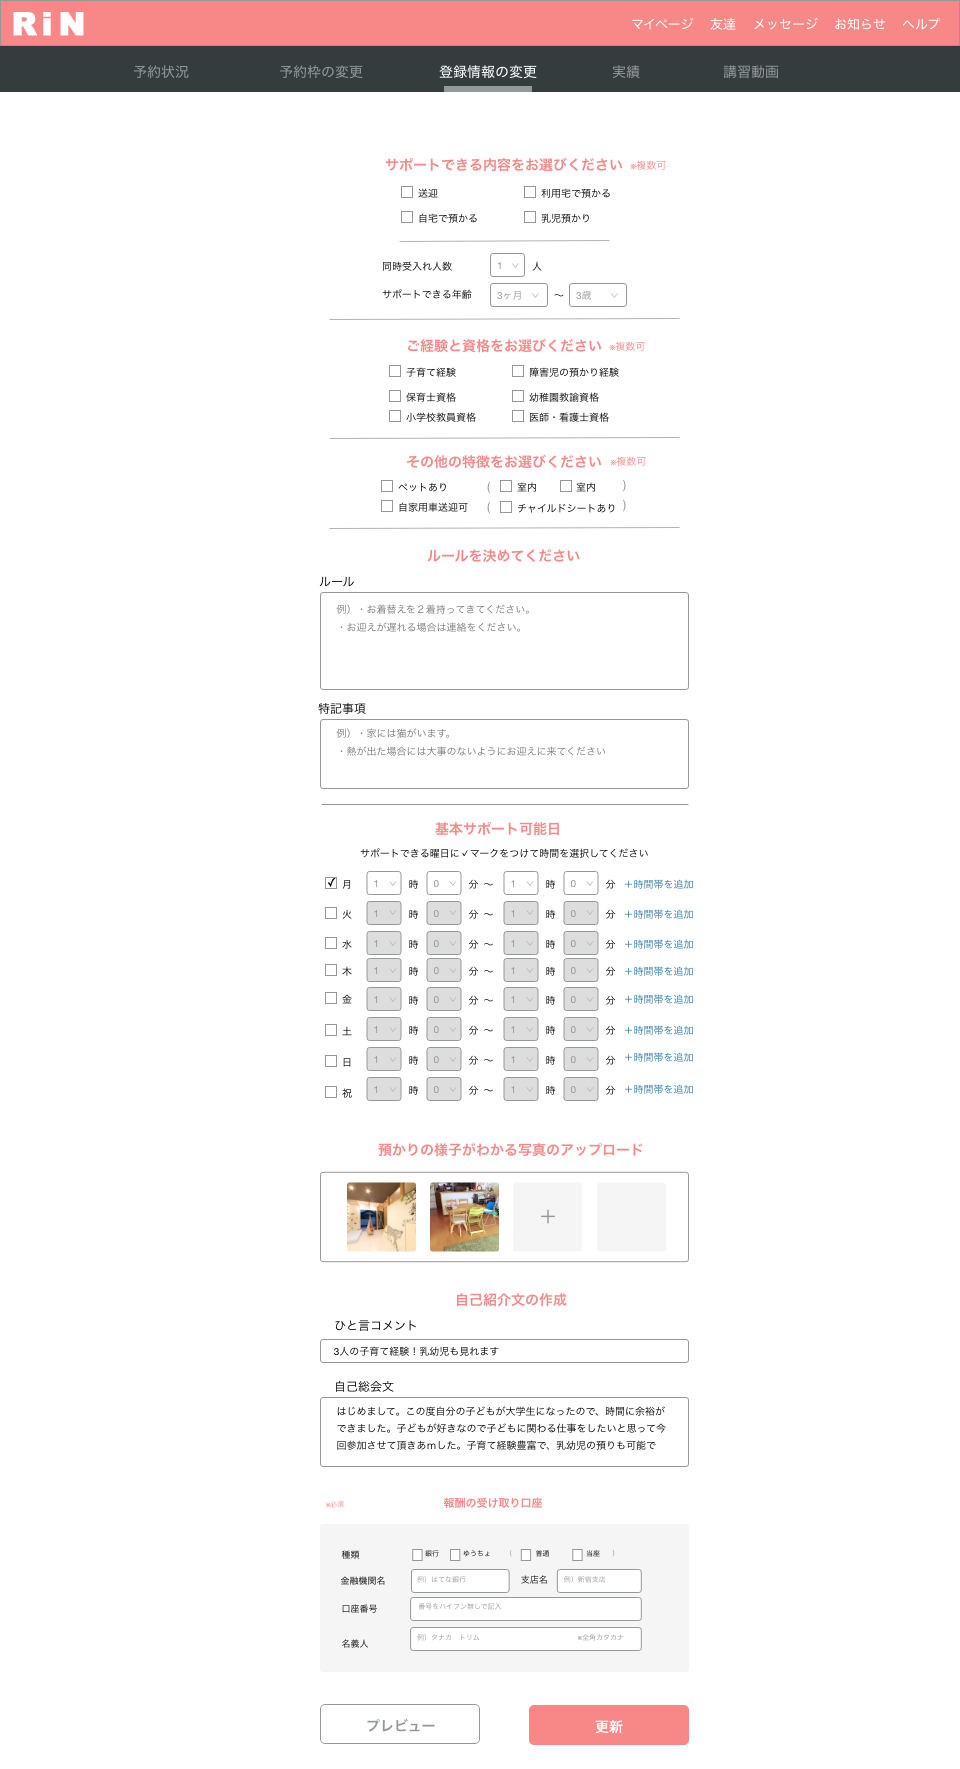 RiN
マイページ 友達 メッセージ お知らせ ヘルプ
予約状況 予約枠の変更 登録情報の変更 実績 講習動画
サポートできる内容をお選びください ※複数可
送迎 利用宅で預かる
自宅で預かる 乳児預かり
同時受入れ人数 1 人
サポートできる年齢 3ヶ月 〜 3歳
ご経験と資格をお選びください ※複数可
子育て経験 障害児の預かり経験
保育士資格 幼稚園教諭資格
小学校教員資格 医師・看護士資格
その他の特徴をお選びください ※複数可
ペットあり ( 室内 室内 )
自家用車送迎可 ( チャイルドシートあり )
ルールを決めてください
ルール
例）・お着替えを２着持ってきてください。
・お迎えが遅れる場合は連絡をください。
特記事項
例）・家には猫がいます。
・熱が出た場合には大事のないようにお迎えに来てください
基本サポート可能日
サポートできる曜日に✓マークをつけて時間を選択してください
月 1 時 0 分 〜 1 時 0 分 ＋時間帯を追加
火 1 時 0 分 〜 1 時 0 分 ＋時間帯を追加
水 1 時 0 分 〜 1 時 0 分 ＋時間帯を追加
木 1 時 0 分 〜 1 時 0 分 ＋時間帯を追加
金 1 時 0 分 〜 1 時 0 分 ＋時間帯を追加
土 1 時 0 分 〜 1 時 0 分 ＋時間帯を追加
日 1 時 0 分 〜 1 時 0 分 ＋時間帯を追加
祝 1 時 0 分 〜 1 時 0 分 ＋時間帯を追加
預かりの様子がわかる写真のアップロード
＋
自己紹介文の作成
ひと言コメント
3人の子育て経験！乳幼児も見れます
自己総会文
はじめまして。この度自分の子どもが大学生になったので、時間に余裕が
できました。子どもが好きなので子どもに関わる仕事をしたいと思って今
回参加させて頂きあmした。子育て経験豊富で、乳幼児の預りも可能で
※必須 報酬の受け取り口座
種類 銀行 ゆうちょ ( 普通 当座 )
金融機関名 例）はてな銀行 支店名 例）新宿支店
口座番号 番号をハイフン無しで記入
名義人 例）タナカ トリム ※全角カタカナ
プレビュー 更新